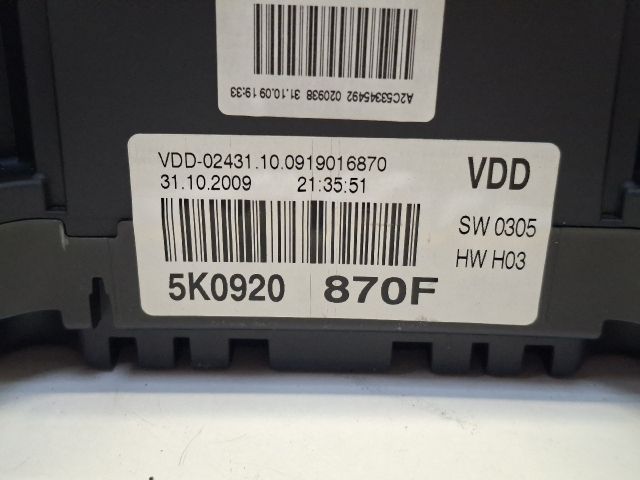 A2C53345492 020938 31.10.09 19:33
VDD-02431.10.0919016870
31.10.2009 21:35:51
VDD
SW 0305
HW H03
5K0920 870F